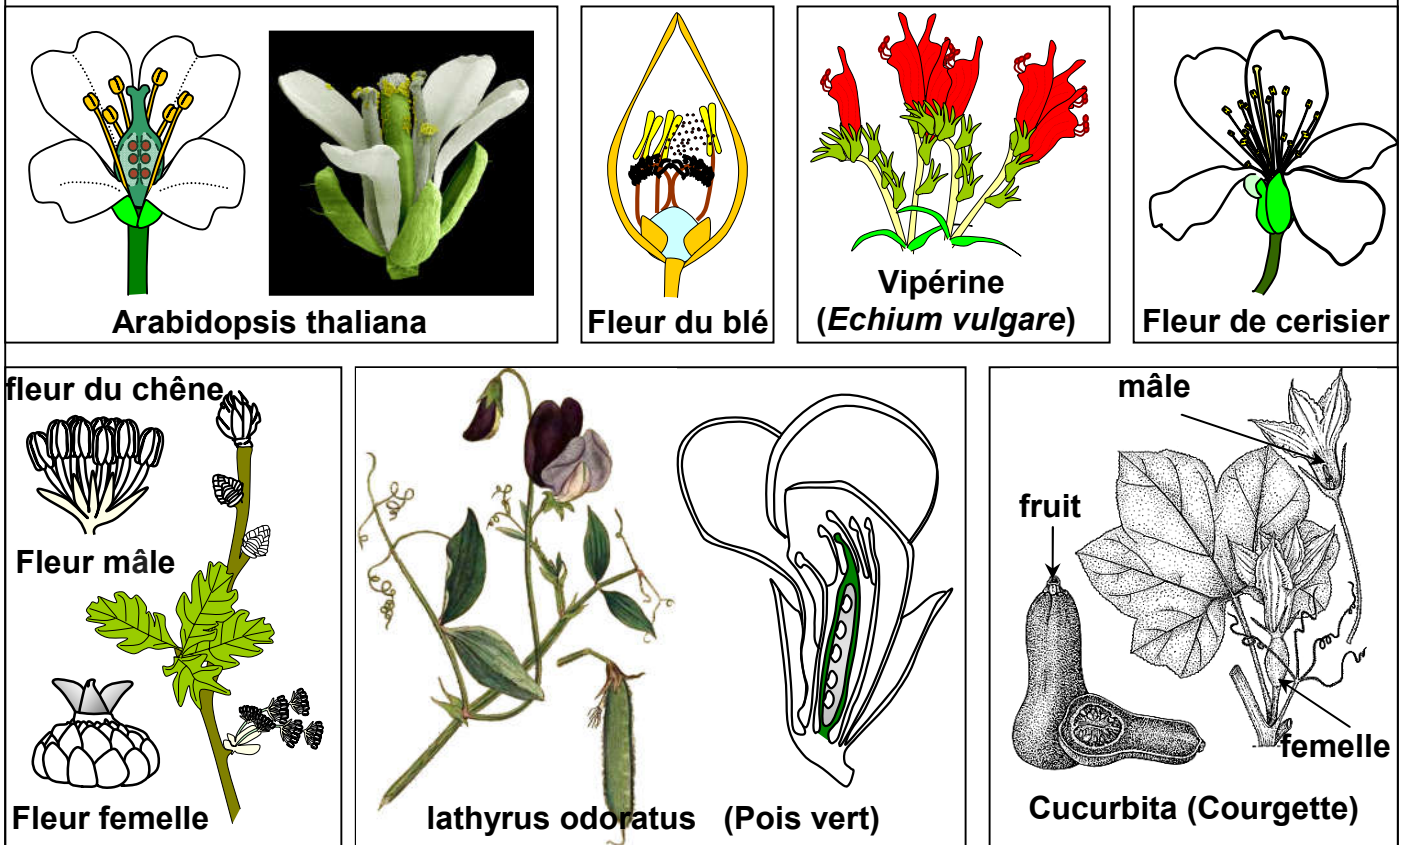 Arabidopsis thaliana
Fleur du blé
Vipérine
(Echium vulgare)
Fleur de cerisier
fleur du chêne
Fleur mâle
Fleur femelle
lathyrus odoratus (Pois vert)
mâle
fruit
femelle
Cucurbita (Courgette)